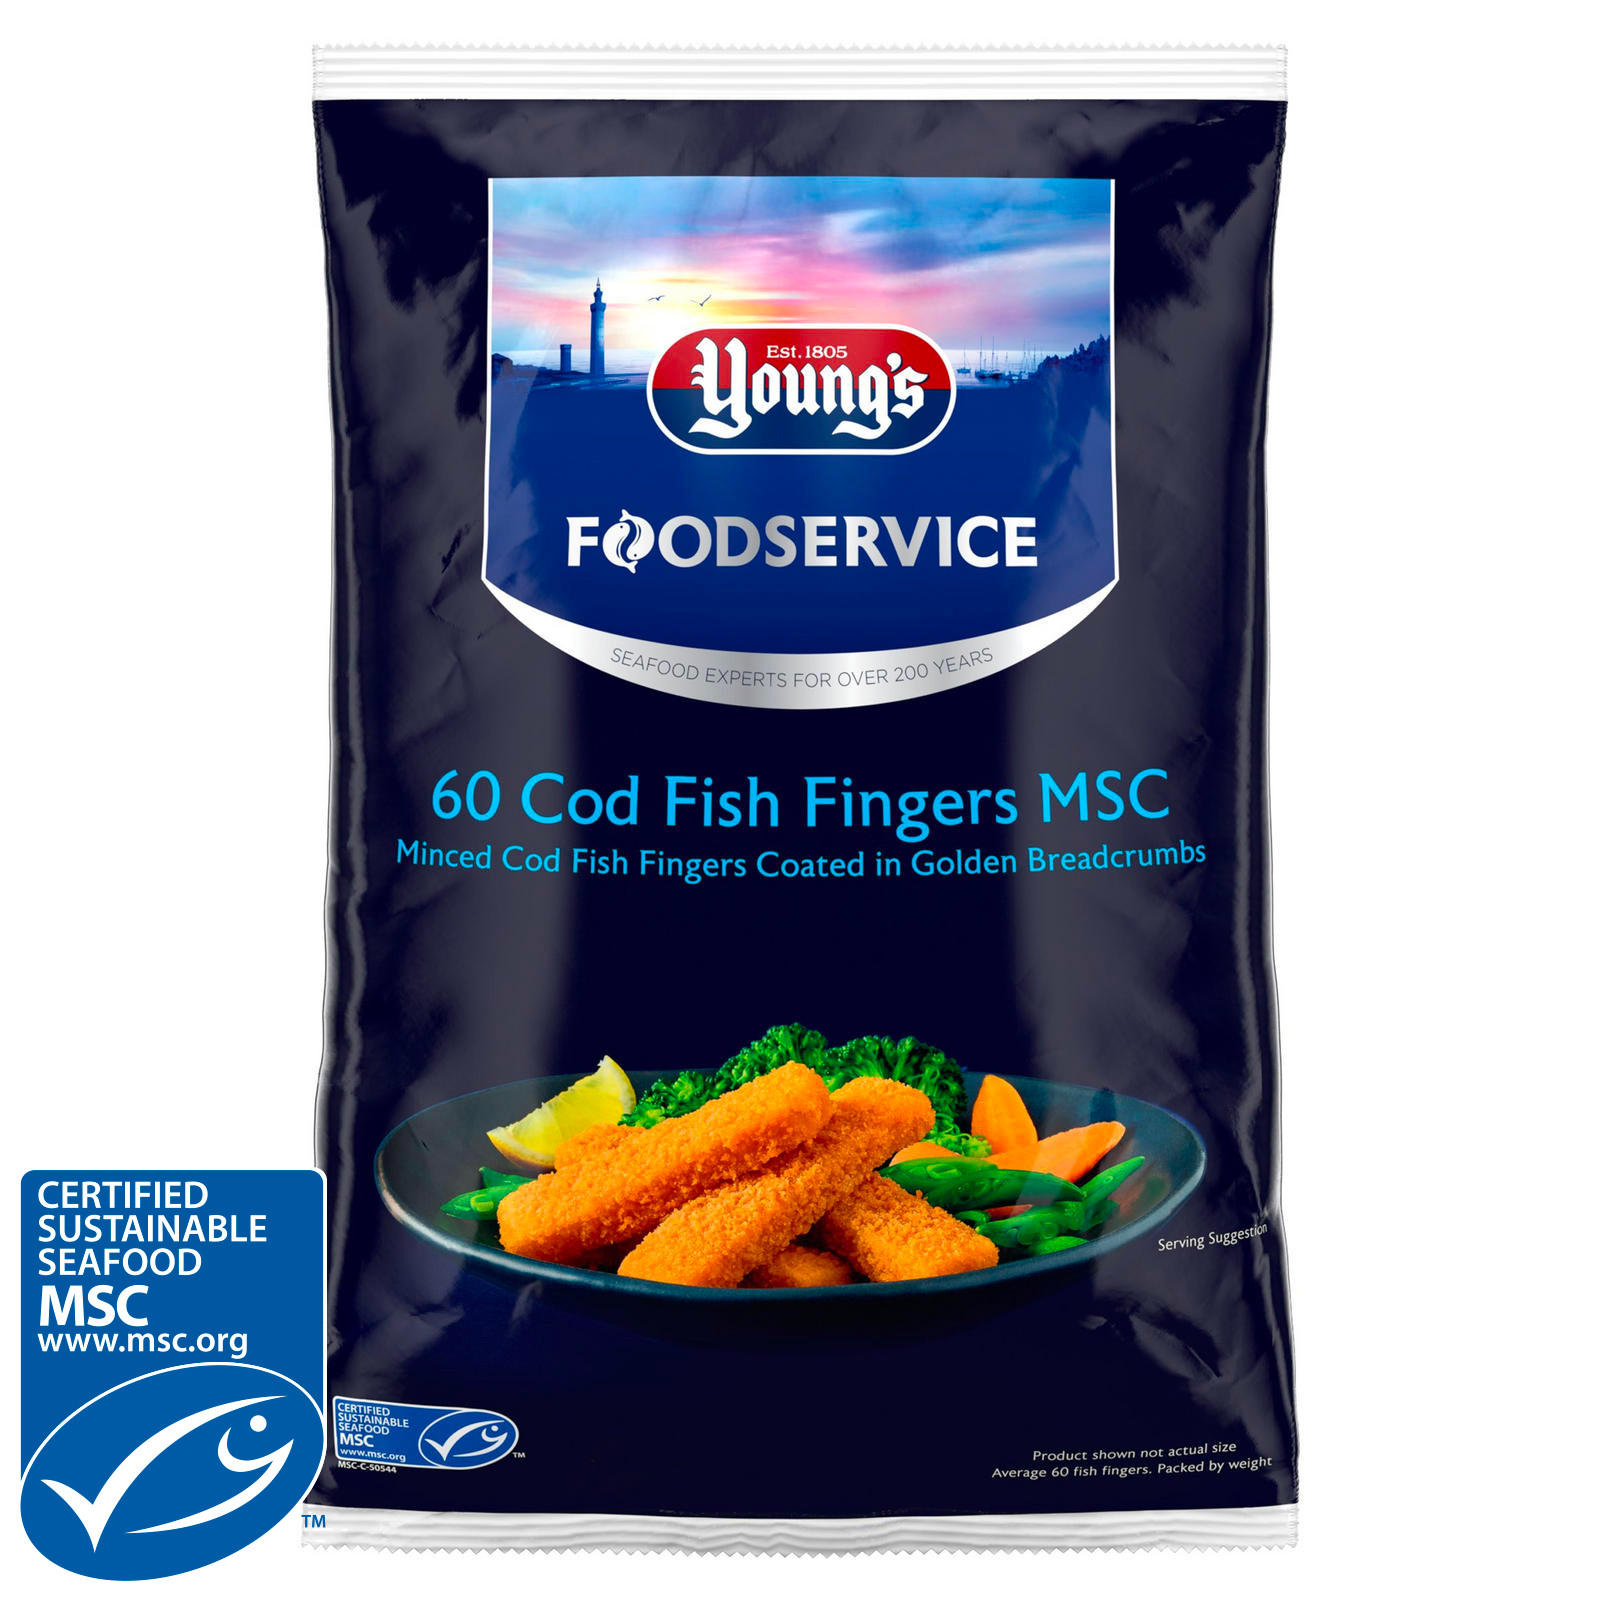 Est. 1805
Young's
FOODSERVICE
SEAFOOD EXPERTS FOR OVER 200 YEARS
60 Cod Fish Fingers MSC
Minced Cod Fish Fingers Coated in Golden Breadcrumbs
Serving Suggestion
CERTIFIED
SUSTAINABLE
SEAFOOD
MSC
www.msc.org
TM
CERTIFIED
SUSTAINABLE
SEAFOOD
MSC
www.msc.org
TM
MSC-C-50544
Product shown not actual size
Average 60 fish fingers. Packed by weight